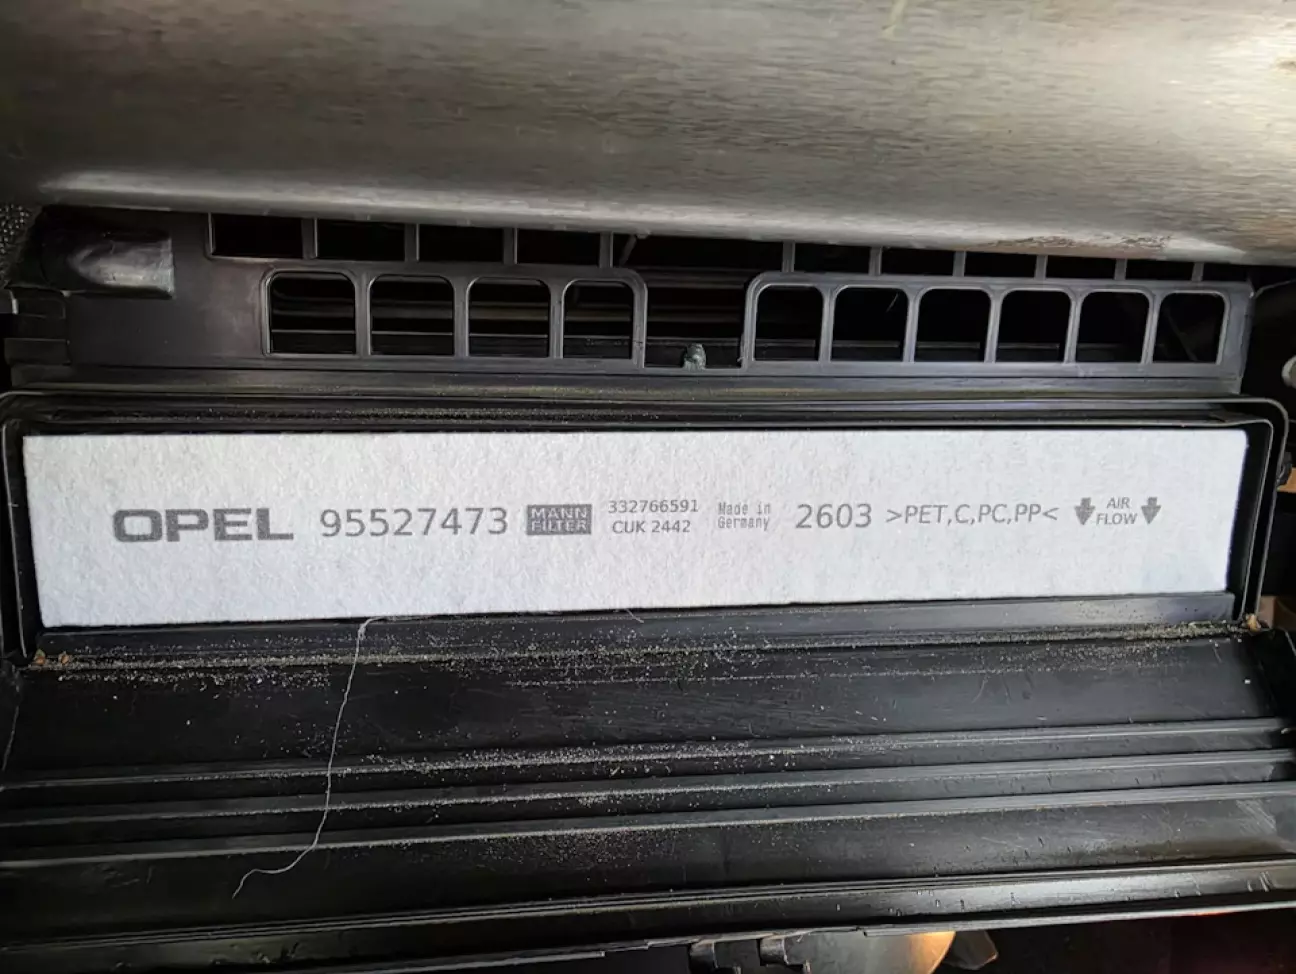 OPEL 95527473 MANN FILTER 332766591 CUK 2442 Made in Germany 2603 >PET,C,PC,PP< AIR FLOW